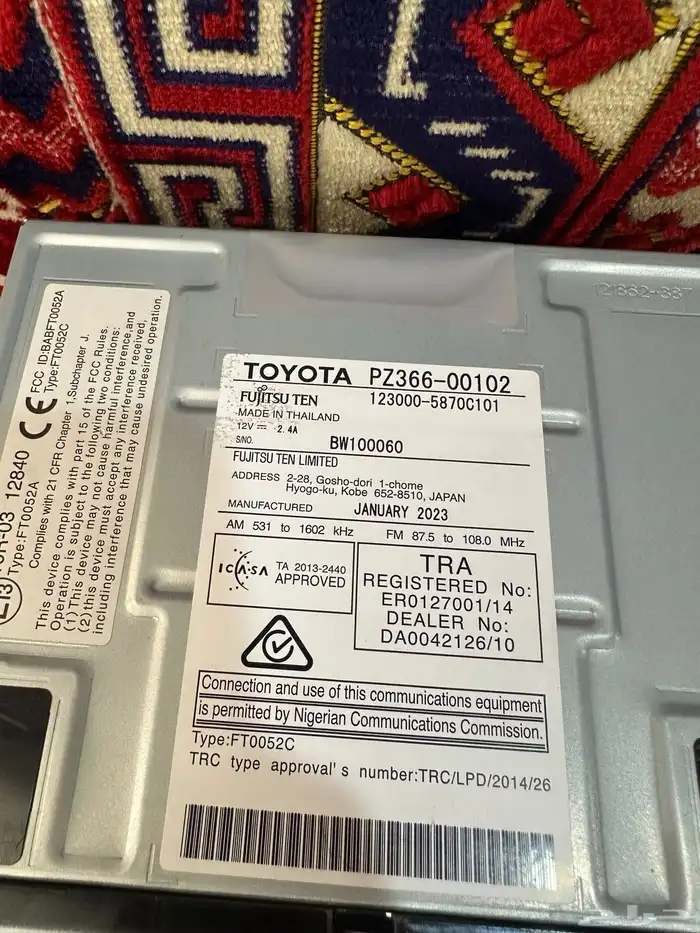 121882-887
TOYOTA PZ366-00102
FUJITSU TEN 123000-5870C101
MADE IN THAILAND
12V 2.4A
S/NO. BW100060
FUJITSU TEN LIMITED
ADDRESS 2-28, Gosho-dori 1-chome
Hyogo-ku, Kobe 652-8510, JAPAN
MANUFACTURED JANUARY 2023
AM 531 to 1602 kHz FM 87.5 to 108.0 MHz
ICASA TA 2013-2440
APPROVED
TRA
REGISTERED No:
ER0127001/14
DEALER No:
DA0042126/10
Connection and use of this communications equipment
is permitted by Nigerian Communications Commission.
Type:FT0052C
TRC type approval's number:TRC/LPD/2014/26
E13 12840
Type:FT0052A
CE
FCC ID:BABFT0052A
Type:FT0052C
Complies with 21 CFR Chapter 1,Subchapter J.
This device complies with part 15 of the FCC Rules.
Operation is subject to the following two conditions:
(1) This device may not cause harmful interference,and
(2) this device must accept any interference received,
including interference that may cause undesired operation.